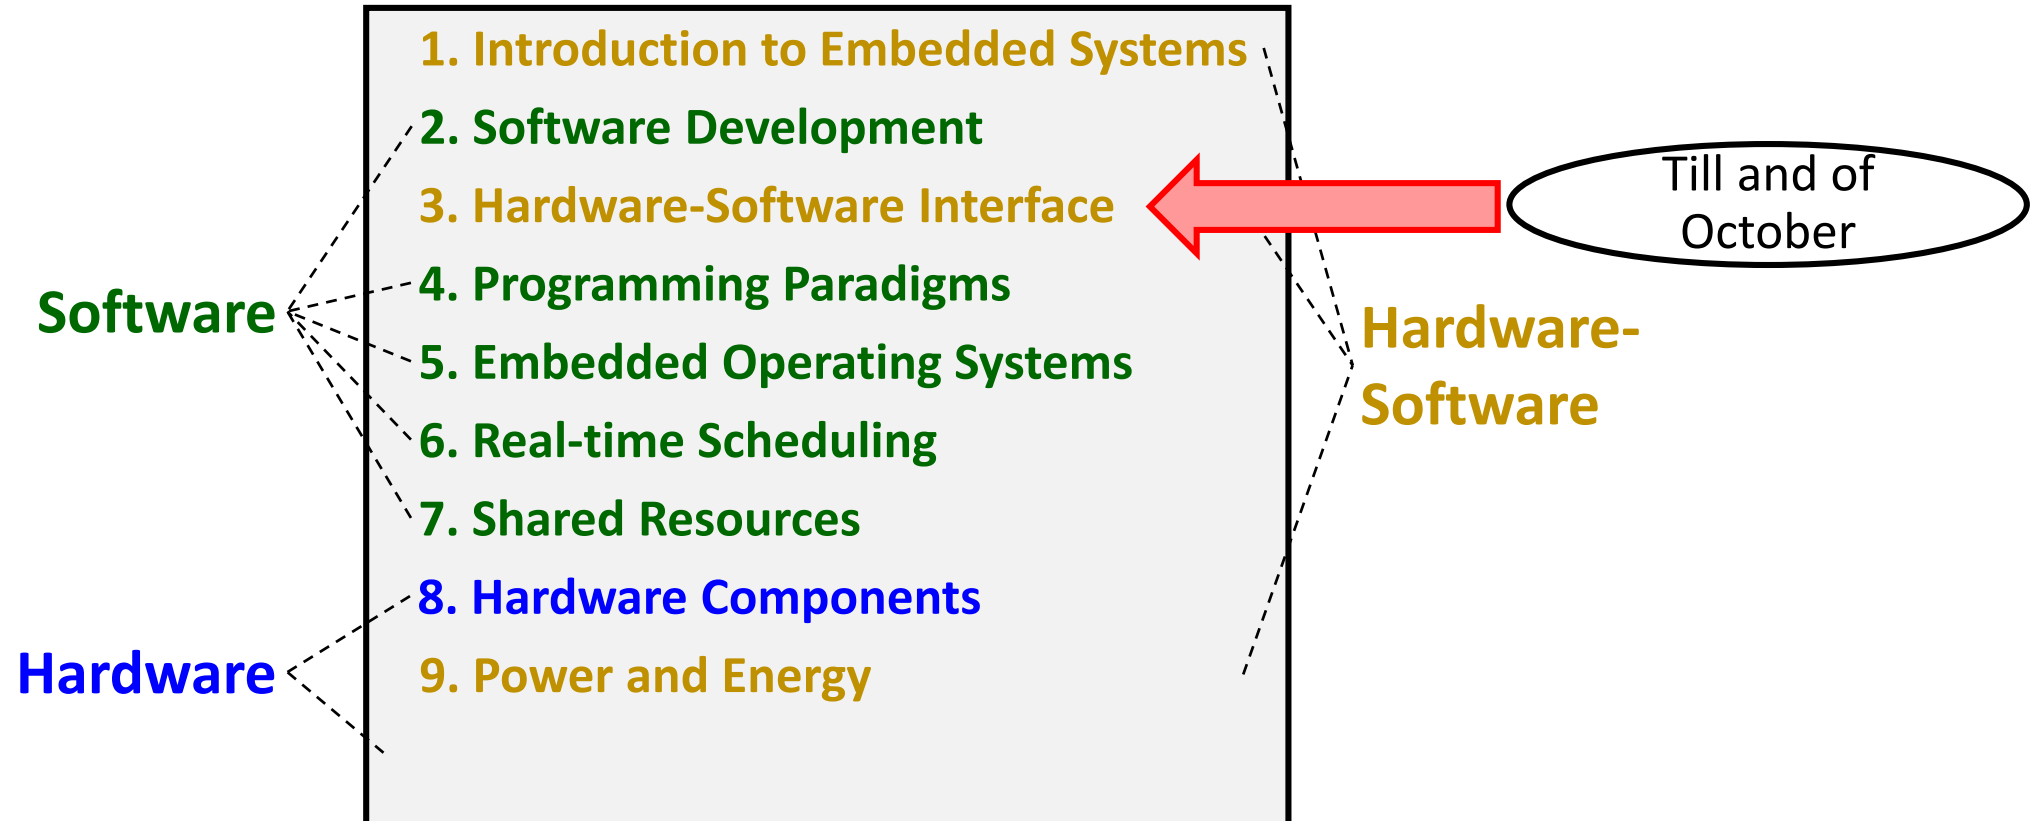 1. Introduction to Embedded Systems
2. Software Development
3. Hardware-Software Interface
4. Programming Paradigms
5. Embedded Operating Systems
6. Real-time Scheduling
7. Shared Resources
8. Hardware Components
9. Power and Energy
Software
Hardware
Till and of
October
Hardware-
Software